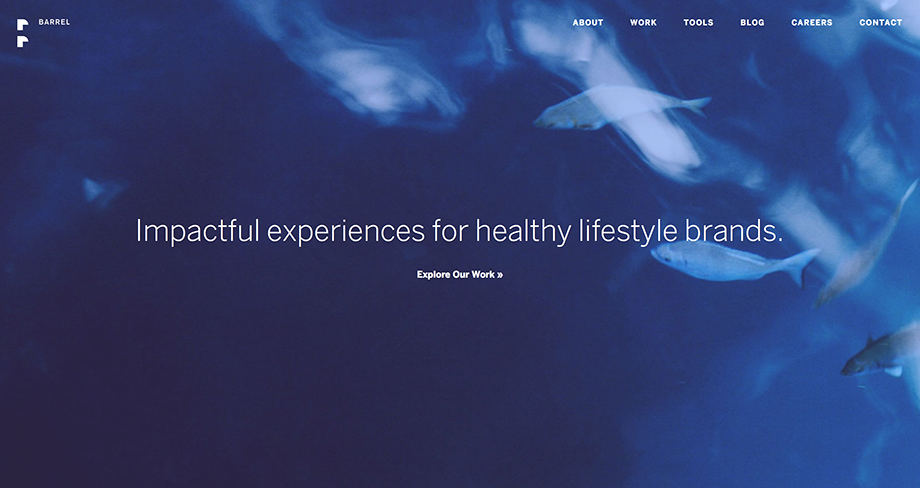 BARREL
ABOUT WORK TOOLS BLOG CAREERS CONTACT
Impactful experiences for healthy lifestyle brands.
Explore Our Work »